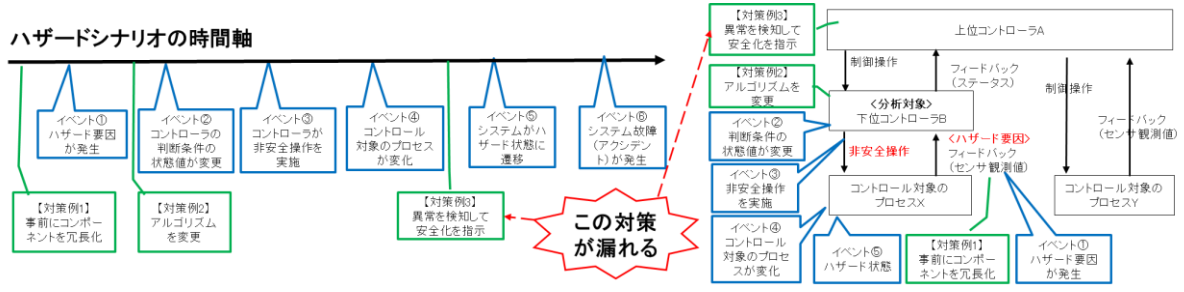 ハザードシナリオの時間軸
イベント①
ハザード要因
が発生
イベント②
コントローラの
判断条件の
状態値が変更
イベント③
コントローラが
非安全操作を
実施
イベント④
コントロール
対象のプロセ
スが変化
イベント⑤
システムがハ
ザード状態に
遷移
イベント⑥
システム故障
(アクシデン
ト)が発生
【対策例1】
事前にコンポー
ネントを冗長化
【対策例2】
アルゴリズム
を変更
【対策例3】
異常を検知して
安全化を指示
この対策
が漏れる
【対策例3】
異常を検知して
安全化を指示
上位コントローラA
制御操作
フィードバック
(ステータス)
制御操作
フィードバック
(センサ観測値)
【対策例2】
アルゴリズムを
変更
<分析対象>
下位コントローラB
イベント②
判断条件の
状態値が変更
非安全操作
<ハザード要因>
フィードバック
(センサ観測値)
イベント③
非安全操作
を実施
コントロール対象の
プロセスX
コントロール対象の
プロセスY
イベント④
コントロール
対象のプロセ
スが変化
イベント⑤
ハザード状態
【対策例1】
事前にコンポー
ネントを冗長化
イベント①
ハザード要因
が発生